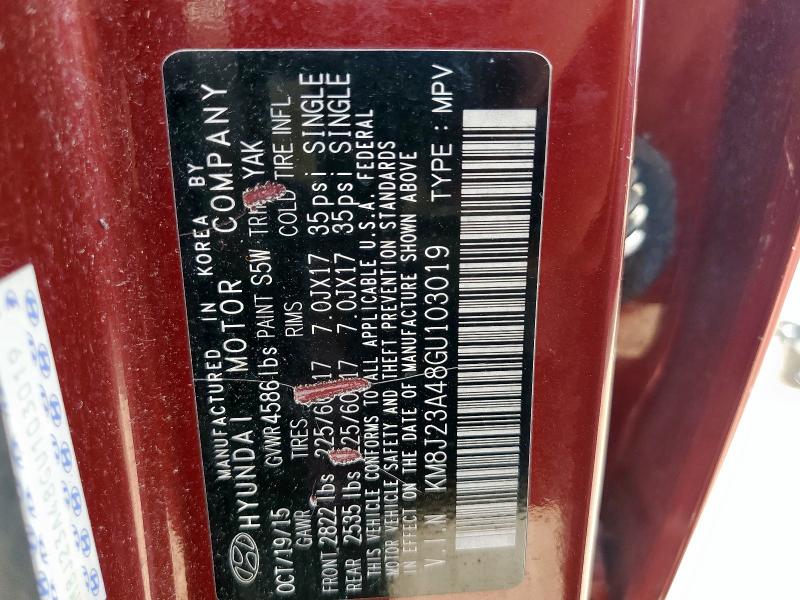 MANUFACTURED IN KOREA BY
HYUNDAI MOTOR COMPANY
OCT/19/15 GVWR 4586 lbs PAINT S5W TRIM YAK
GAWR TIRES RIMS COLD TIRE INFL.
FRONT 2822 lbs 17 7.0JX17 35psi SINGLE
REAR 2535 lbs 225/60 17 7.0JX17 35psi SINGLE
THIS VEHICLE CONFORMS TO ALL APPLICABLE U.S.A. FEDERAL
MOTOR VEHICLE SAFETY AND THEFT PREVENTION STANDARDS
IN EFFECT ON THE DATE OF MANUFACTURE SHOWN ABOVE
V.I.N : KM8J23A48GU103019 TYPE : MPV
M8J23A48GU103019